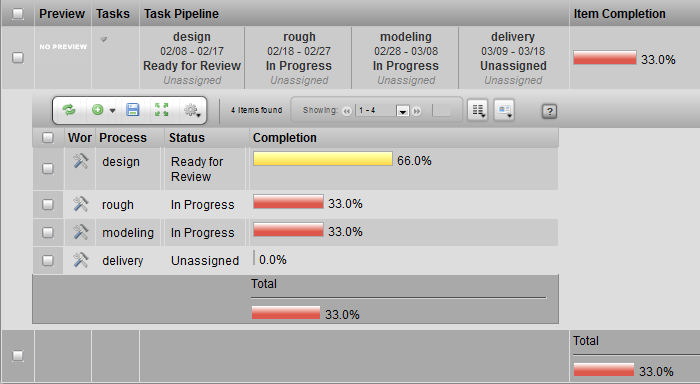 Preview Tasks Task Pipeline Item Completion
design rough modeling delivery
02/08 - 02/17 02/18 - 02/27 02/28 - 03/08 03/09 - 03/18
NO PREVIEW Ready for Review In Progress In Progress Unassigned 33.0%
Unassigned Unassigned Unassigned Unassigned
4 items found Showing: 1 - 4 ?
Wor Process Status Completion
design Ready for 66.0%
Review
rough In Progress 33.0%
modeling In Progress 33.0%
delivery Unassigned 0.0%
Total
33.0%
Total
33.0%